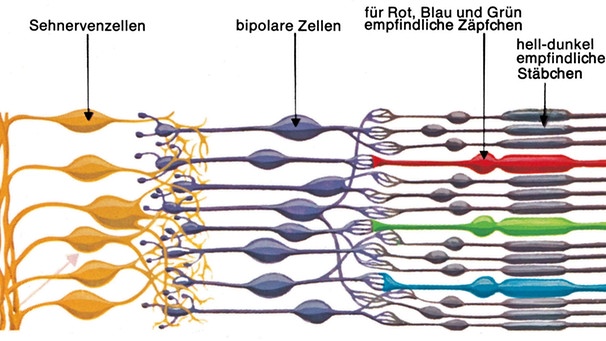 Sehnervenzellen
bipolare Zellen
für Rot, Blau und Grün
empfindliche Zäpfchen
hell-dunkel
empfindliche
Stäbchen